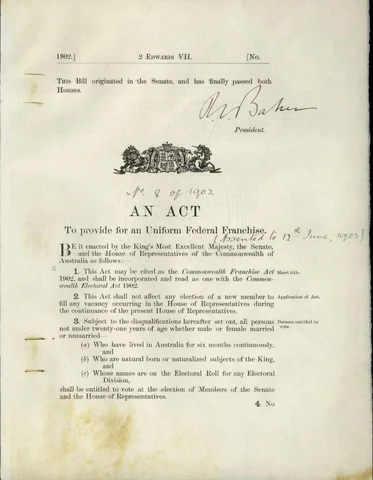 1902.] 2 EDWARDI VII. [No.
THIS Bill originated in the Senate, and has finally passed both
Houses.
R. C. Baker
President.
No. 8 of 1902
AN ACT
To provide for an Uniform Federal Franchise.
(Assented to 12th June, 1902)
BE it enacted by the King's Most Excellent Majesty, the Senate,
and the House of Representatives of the Commonwealth of
Australia as follows:—
1. This Act may be cited as the Commonwealth Franchise Act Short title.
1902, and shall be incorporated and read as one with the Common-
wealth Electoral Act 1902.
2. This Act shall not affect any election of a new member to Application of Act.
fill any vacancy occurring in the House of Representatives during
the continuance of the present House of Representatives.
3. Subject to the disqualifications hereafter set out, all persons Persons entitled to
not under twenty-one years of age whether male or female married vote.
or unmarried—
(a) Who have lived in Australia for six months continuously,
and
(b) Who are natural born or naturalized subjects of the King,
and
(c) Whose names are on the Electoral Roll for any Electoral
Division,
shall be entitled to vote at the election of Members of the Senate
and the House of Representatives.
4. No